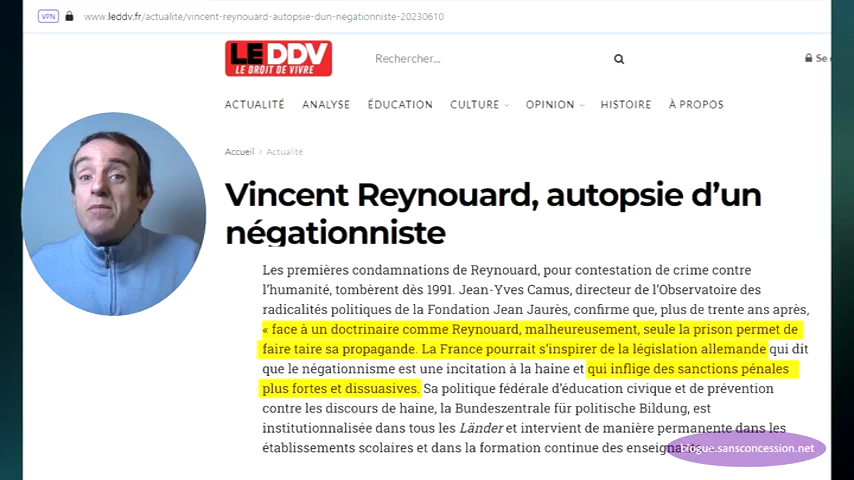 VPN www.leddv.fr/actualite/vincent-reynouard-autopsie-dun-negationniste-20230610
LE DDV
LE DROIT DE VIVRE
Rechercher...
Se
ACTUALITÉ ANALYSE ÉDUCATION CULTURE OPINION HISTOIRE À PROPOS
Accueil > Actualité
Vincent Reynouard, autopsie d'un
négationniste
Les premières condamnations de Reynouard, pour contestation de crime contre
l'humanité, tombèrent dès 1991. Jean-Yves Camus, directeur de l'Observatoire des
radicalités politiques de la Fondation Jean Jaurès, confirme que, plus de trente ans après,
« face à un doctrinaire comme Reynouard, malheureusement, seule la prison permet de
faire taire sa propagande. La France pourrait s'inspirer de la législation allemande qui dit
que le négationnisme est une incitation à la haine et qui inflige des sanctions pénales
plus fortes et dissuasives. Sa politique fédérale d'éducation civique et de prévention
contre les discours de haine, la Bundeszentrale für politische Bildung, est
institutionnalisée dans tous les Länder et intervient de manière permanente dans les
établissements scolaires et dans la formation continue des
blogue.sansconcession.net